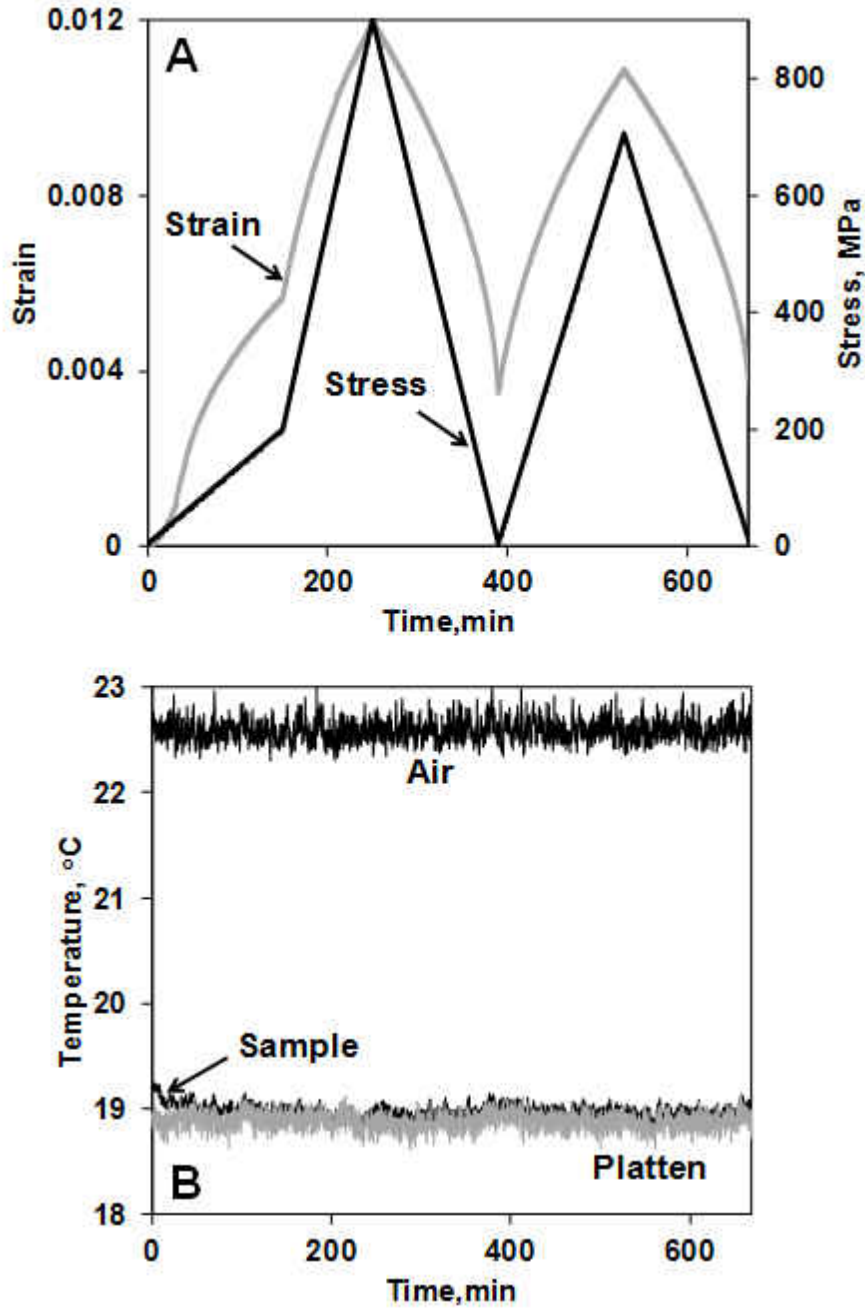 A
0.012
0.008
0.004
0
Strain
Strain
Stress
800
600
400
200
0
Stress, MPa
0 200 400 600
Time,min
23
22
21
20
19
18
Temperature, °C
Air
Sample
Platten
B
0 200 400 600
Time,min